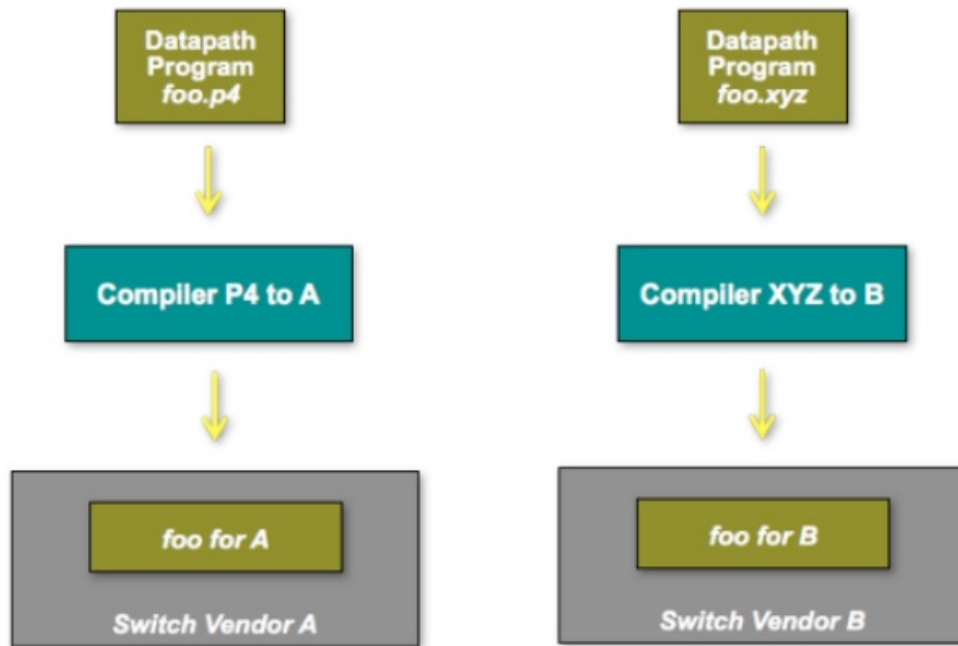 Datapath
Program
foo.p4
Compiler P4 to A
foo for A
Switch Vendor A
Datapath
Program
foo.xyz
Compiler XYZ to B
foo for B
Switch Vendor B